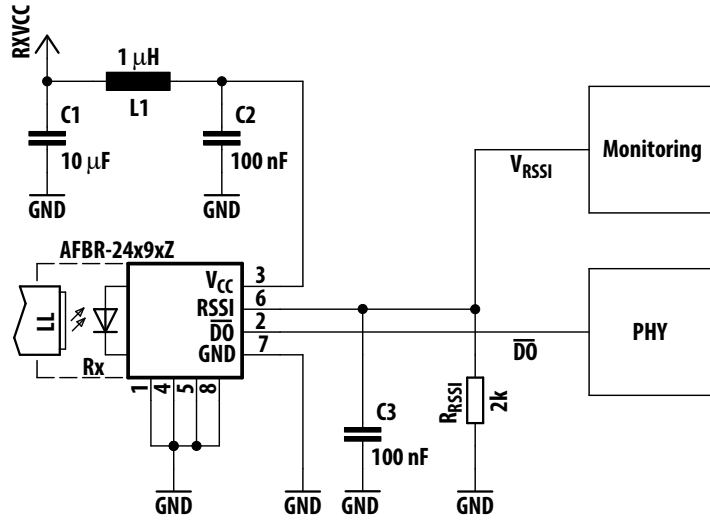 RXVCC
1 μH
L1
C1
10 μF
GND
C2
100 nF
GND
Monitoring
VRSSI
AFBR-24x9xZ
LL
Rx
VCC
3
RSSI
6
DO
2
GND
7
1
4
5
8
DO
PHY
C3
100 nF
RRSSI
2k
GND
GND
GND
GND